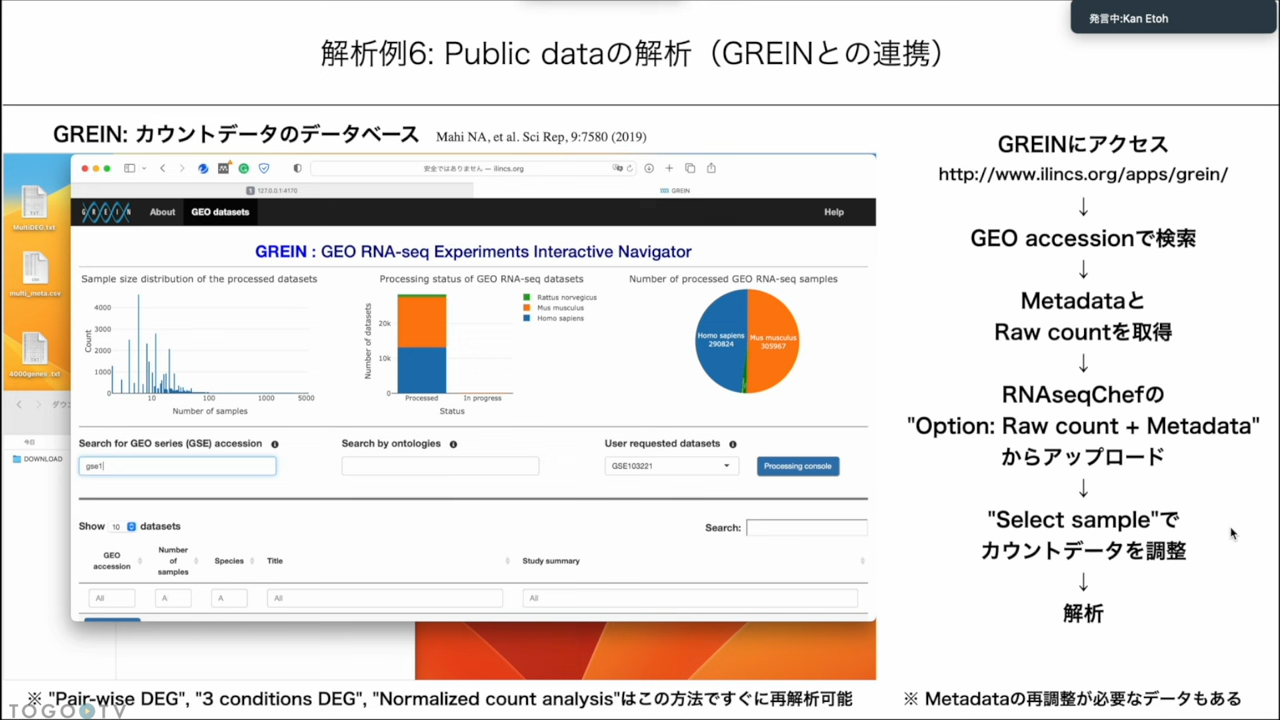 発言中:Kan Etoh
解析例6: Public dataの解析（GREINとの連携）
GREIN: カウントデータのデータベース Mahi NA, et al. Sci Rep, 9:7580 (2019)
安全ではありません — ilincs.org
127.0.0.1:4170
GREIN
GREIN About GEO datasets Help
GREIN : GEO RNA-seq Experiments Interactive Navigator
Sample size distribution of the processed datasets
Count
4000
3000
2000
1000
0
10 100 1000 5000
Number of samples
Processing status of GEO RNA-seq datasets
Number of datasets
20k
10k
0
Processed In progress
Status
Rattus norvegicus
Mus musculus
Homo sapiens
Number of processed GEO RNA-seq samples
Homo sapiens
290824
Mus musculus
305967
Search for GEO series (GSE) accession
gse1
Search by ontologies
User requested datasets
GSE103221
Processing console
Show 10 datasets
Search:
GEO accession Number of samples Species Title Study summary
All A A All All
MultiDEG.txt
multi_meta.csv
4000genes .txt
ダウ
今日
DOWNLOAD
GREINにアクセス
http://www.ilincs.org/apps/grein/
↓
GEO accessionで検索
↓
Metadataと
Raw countを取得
↓
RNAseqChefの
"Option: Raw count + Metadata"
からアップロード
↓
"Select sample"で
カウントデータを調整
↓
解析
※ "Pair-wise DEG", "3 conditions DEG", "Normalized count analysis"はこの方法ですぐに再解析可能
※ Metadataの再調整が必要なデータもある
TOGO TV